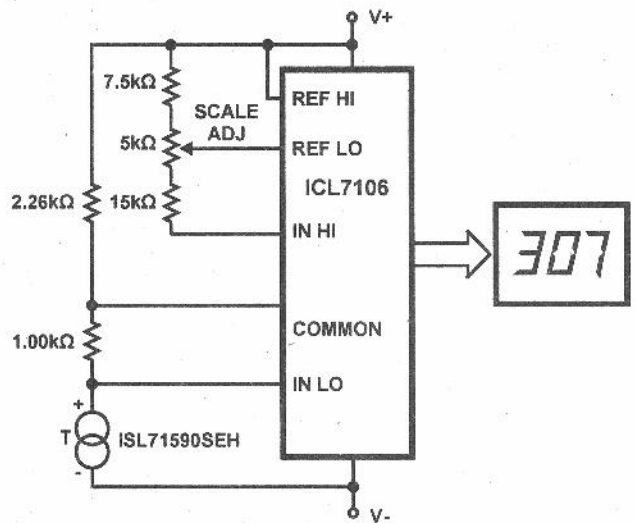 V+
7.5kΩ
REF HI
SCALE
ADJ
5kΩ
REF LO
ICL7106
2.26kΩ
15kΩ
IN HI
307
COMMON
1.00kΩ
IN LO
+
T
ISL71590SEH
-
V-